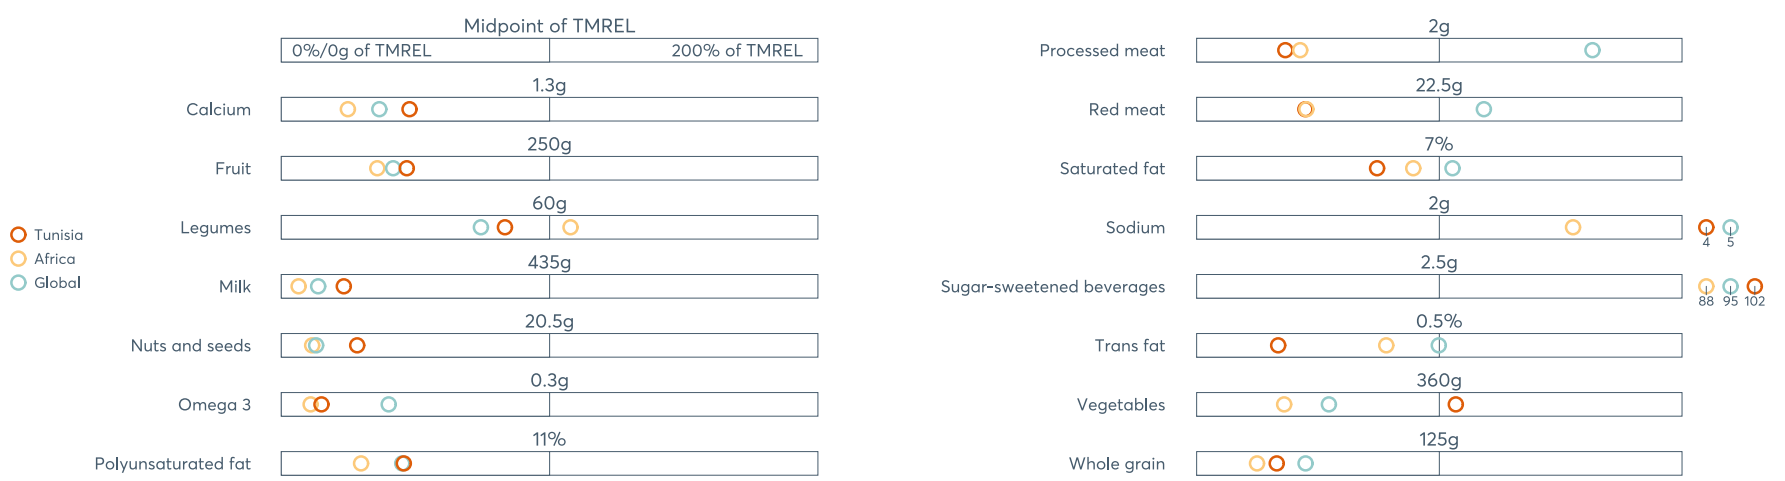 Midpoint of TMREL
0%/0g of TMREL 200% of TMREL
1.3g
Calcium
250g
Fruit
60g
Legumes
435g
Milk
20.5g
Nuts and seeds
0.3g
Omega 3
11%
Polyunsaturated fat
Tunisia
Africa
Global
2g
Processed meat
22.5g
Red meat
7%
Saturated fat
2g
Sodium
4 5
2.5g
Sugar-sweetened beverages
88 95 102
0.5%
Trans fat
360g
Vegetables
125g
Whole grain